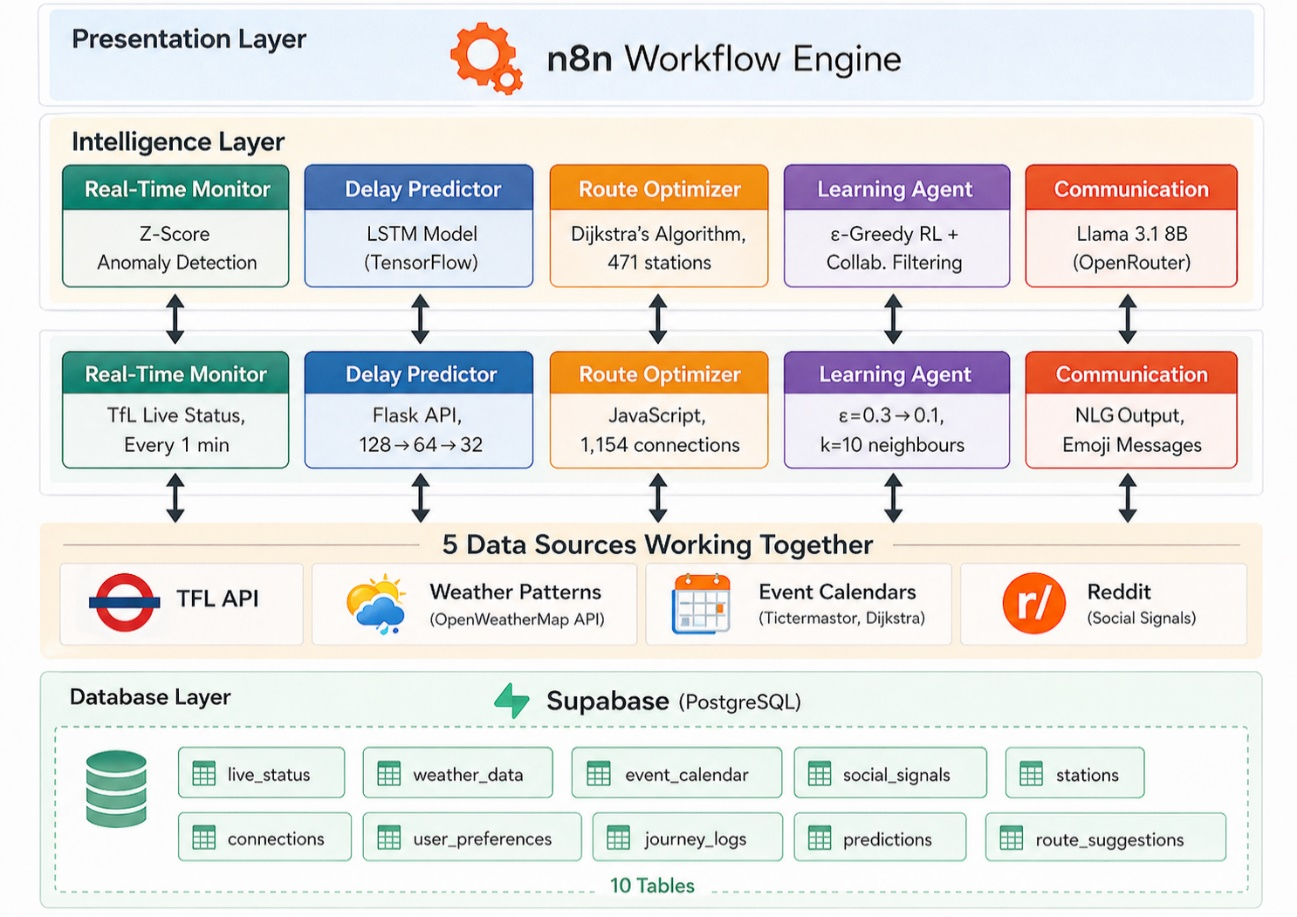 Presentation Layer
n8n Workflow Engine
Intelligence Layer
Real-Time Monitor
Z-Score
Anomaly Detection
Delay Predictor
LSTM Model
(TensorFlow)
Route Optimizer
Dijkstra's Algorithm,
471 stations
Learning Agent
ε-Greedy RL +
Collab. Filtering
Communication
Llama 3.1 8B
(OpenRouter)
Real-Time Monitor
TfL Live Status,
Every 1 min
Delay Predictor
Flask API,
128→64→32
Route Optimizer
JavaScript,
1,154 connections
Learning Agent
ε=0.3→0.1,
k=10 neighbours
Communication
NLG Output,
Emoji Messages
5 Data Sources Working Together
TFL API
Weather Patterns
(OpenWeatherMap API)
Event Calendars
(Tictermastor, Dijkstra)
r/
Reddit
(Social Signals)
Database Layer
Supabase (PostgreSQL)
live_status
weather_data
event_calendar
social_signals
stations
connections
user_preferences
journey_logs
predictions
route_suggestions
10 Tables